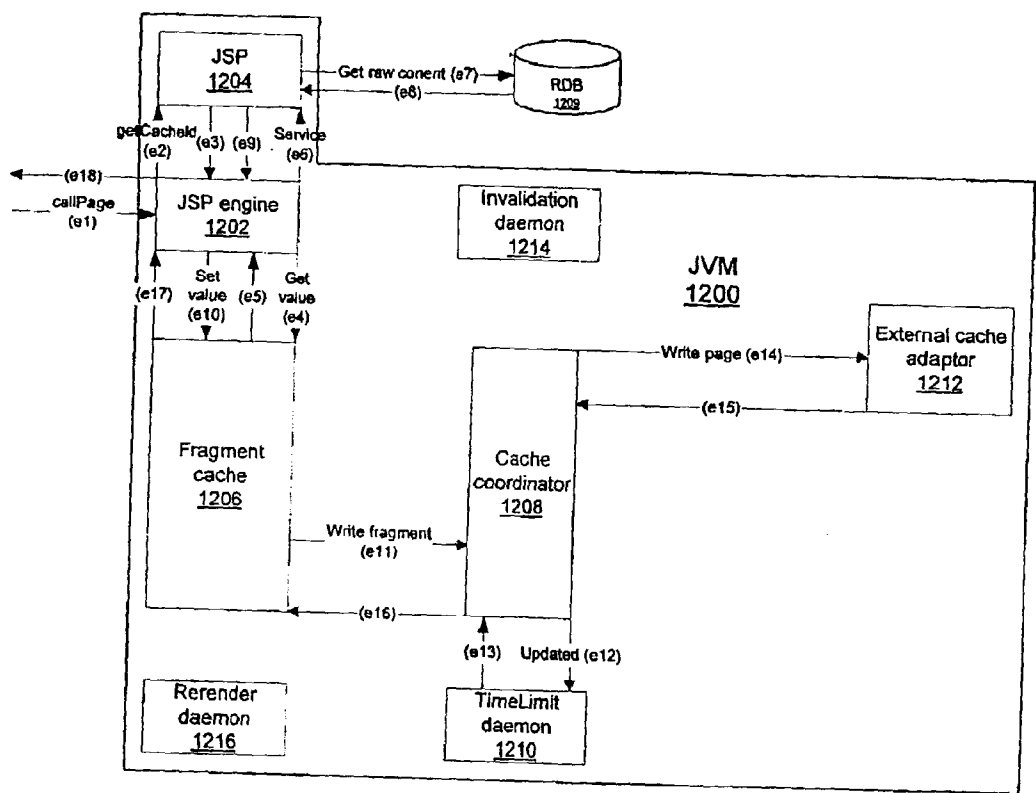 JSP
1204
Get raw conent (e7)
(e8)
RDB
1209
getCacheId
(e2)
(e3)
(e9)
Service
(e6)
(e18)
callPage
(e1)
JSP engine
1202
Invalidation
daemon
1214
JVM
1200
(e17)
Set
value
(e10)
(e5)
Get
value
(e4)
External cache
adaptor
1212
Write page (e14)
(e15)
Fragment
cache
1206
Cache
coordinator
1208
Write fragment
(e11)
(e16)
(e13)
Updated (e12)
Rerender
daemon
1216
TimeLimit
daemon
1210